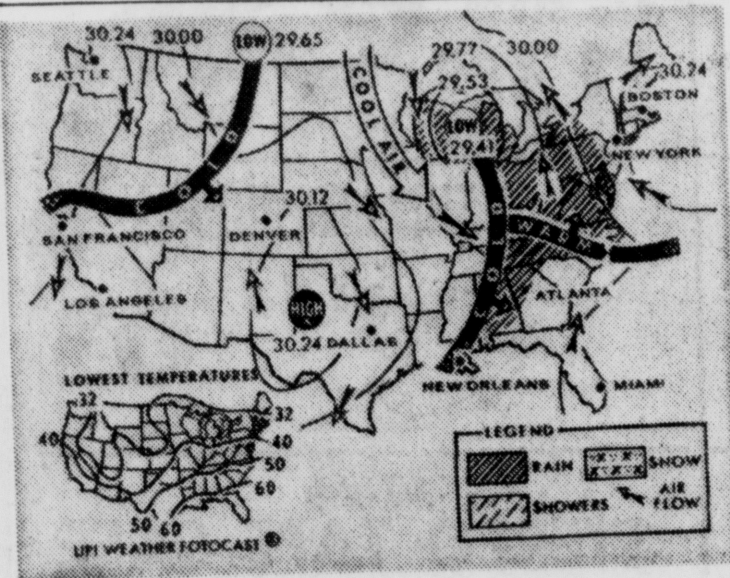 30.24 30.00 LOW 29.65 29.77 30.00
SEATTLE COOL AIR 29.53 30.24
LOW BOSTON
29.41 NEW YORK
COLD 30.12 COLD WARM
SAN FRANCISCO DENVER
LOS ANGELES HIGH ATLANTA
30.24 DALLAS
LOWEST TEMPERATURES NEW ORLEANS MIAMI
32 32
40 40
50
60
50 60
LEGEND
RAIN SNOW
SHOWERS AIR
FLOW
UPI WEATHER FOTOCAST ®